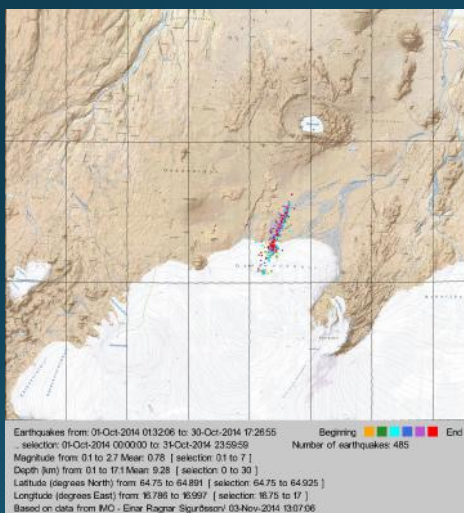 Earthquakes from: 01-Oct-2014 01:32:06 to: 30-Oct-2014 17:26:55 Beginning End
.. selection: 01-Oct-2014 00:00:00 to: 31-Oct-2014 23:59:59 Number of earthquakes: 485
Magnitude from: 0.1 to 2.7 Mean: 0.78 [ selection: 0.1 to 7 ]
Depth (km) from: 0.1 to 17.1 Mean: 9.28 [ selection: 0 to 30 ]
Latitude (degrees North) from: 64.75 to 64.891 [ selection: 64.75 to 64.925 ]
Longitude (degrees East) from: 16.786 to 16.997 [ selection: 16.75 to 17 ]
Based on data from IMO - Einar Ragnar Sigurðsson/ 03-Nov-2014 13:07:06